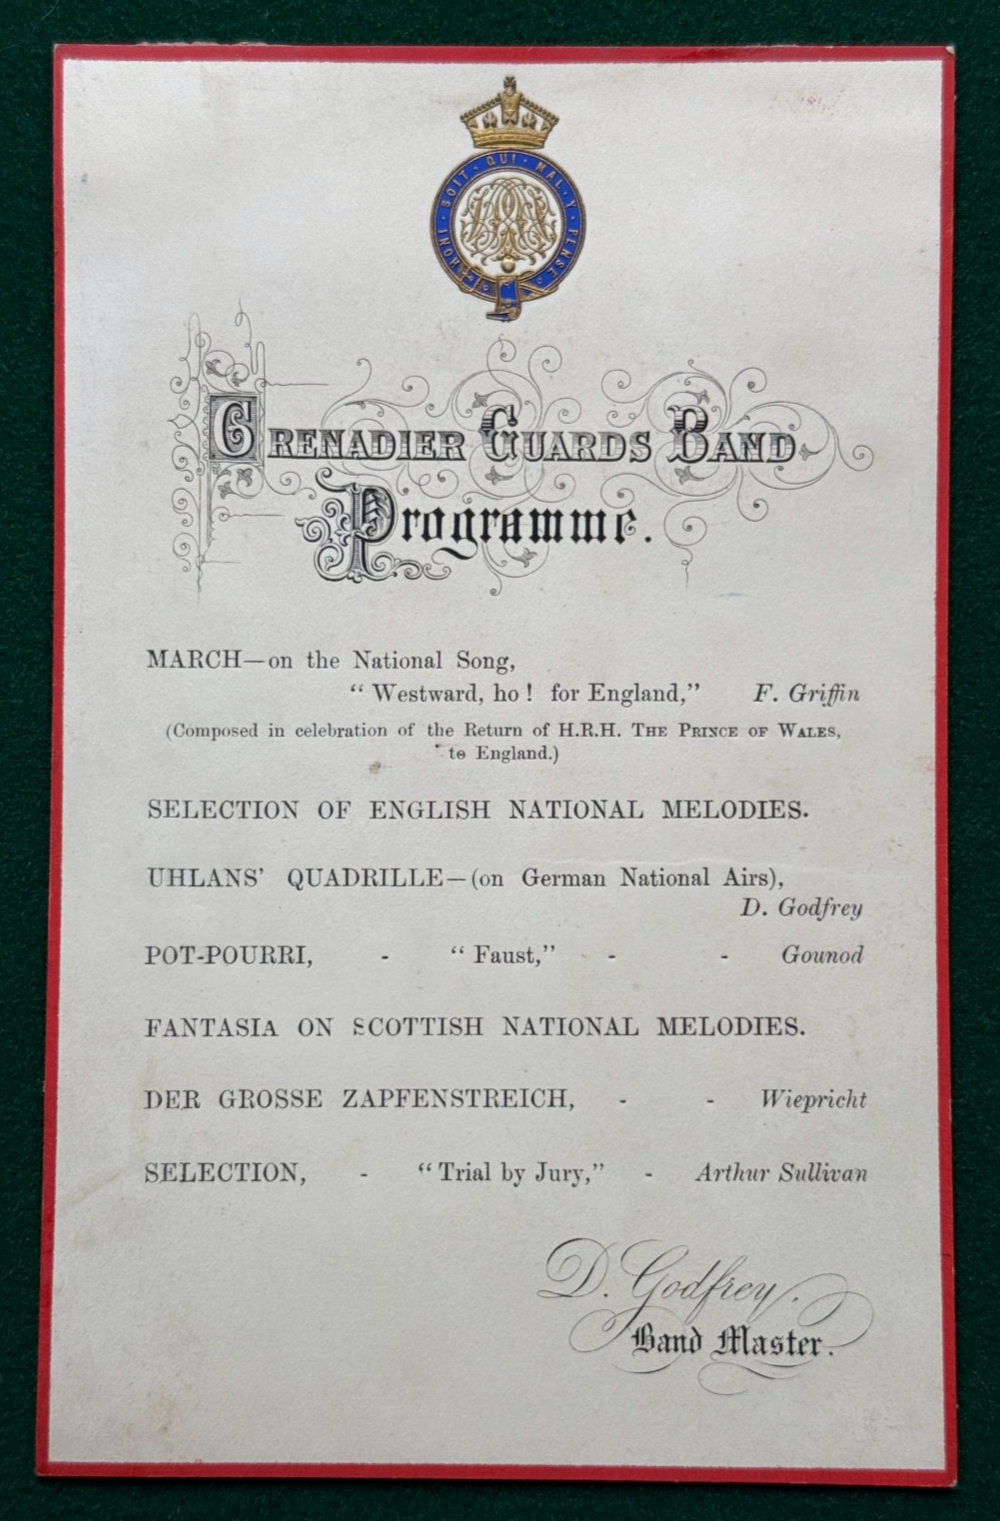 HONI · SOIT · QUI · MAL · Y · PENSE
GRENADIER GUARDS BAND
Programme.
MARCH—on the National Song,
“ Westward, ho ! for England,” F. Griffin
(Composed in celebration of the Return of H.R.H. THE PRINCE OF WALES,
to England.)
SELECTION OF ENGLISH NATIONAL MELODIES.
UHLANS’ QUADRILLE—(on German National Airs),
D. Godfrey
POT-POURRI, - “ Faust,” - - Gounod
FANTASIA ON SCOTTISH NATIONAL MELODIES.
DER GROSSE ZAPFENSTREICH, - - Wiepricht
SELECTION, - “ Trial by Jury,” - Arthur Sullivan
D. Godfrey.
Band Master.